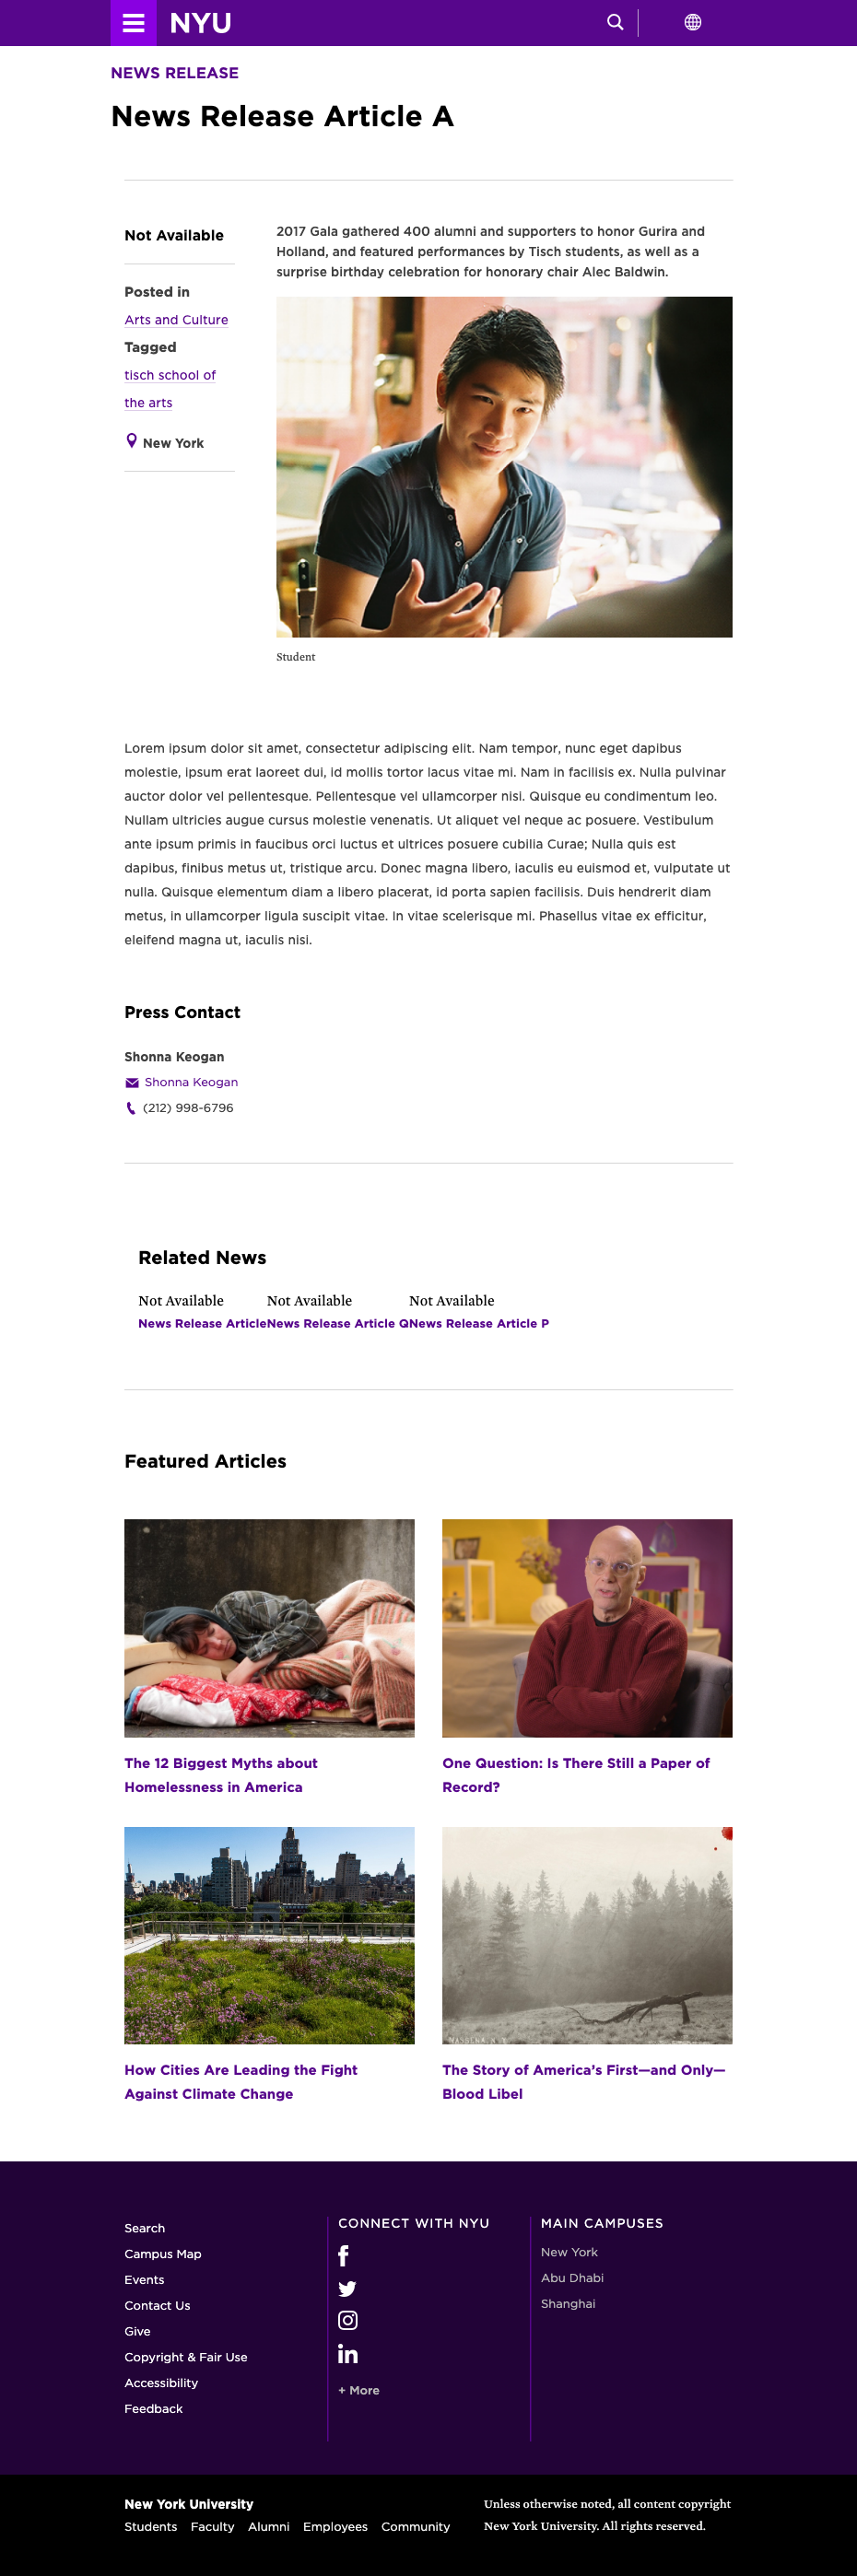 NYU
NEWS RELEASE
News Release Article A
Not Available
Posted in
Arts and Culture
Tagged
tisch school of
the arts
New York
2017 Gala gathered 400 alumni and supporters to honor Gurira and
Holland, and featured performances by Tisch students, as well as a
surprise birthday celebration for honorary chair Alec Baldwin.
Student
Lorem ipsum dolor sit amet, consectetur adipiscing elit. Nam tempor, nunc eget dapibus
molestie, ipsum erat laoreet dui, id mollis tortor lacus vitae mi. Nam in facilisis ex. Nulla pulvinar
auctor dolor vel pellentesque. Pellentesque vel ullamcorper nisi. Quisque eu condimentum leo.
Nullam ultricies augue cursus molestie venenatis. Ut aliquet vel neque ac posuere. Vestibulum
ante ipsum primis in faucibus orci luctus et ultrices posuere cubilia Curae; Nulla quis est
dapibus, finibus metus ut, tristique arcu. Donec magna libero, iaculis eu euismod et, vulputate ut
nulla. Quisque elementum diam a libero placerat, id porta sapien facilisis. Duis hendrerit diam
metus, in ullamcorper ligula suscipit vitae. In vitae scelerisque mi. Phasellus vitae ex efficitur,
eleifend magna ut, iaculis nisi.
Press Contact
Shonna Keogan
Shonna Keogan
(212) 998-6796
Related News
Not Available Not Available Not Available
News Release ArticleNews Release Article QNews Release Article P
Featured Articles
The 12 Biggest Myths about
Homelessness in America
One Question: Is There Still a Paper of
Record?
How Cities Are Leading the Fight
Against Climate Change
The Story of America’s First—and Only—
Blood Libel
Search
Campus Map
Events
Contact Us
Give
Copyright & Fair Use
Accessibility
Feedback
CONNECT WITH NYU
+ More
MAIN CAMPUSES
New York
Abu Dhabi
Shanghai
New York University
Students Faculty Alumni Employees Community
Unless otherwise noted, all content copyright
New York University. All rights reserved.